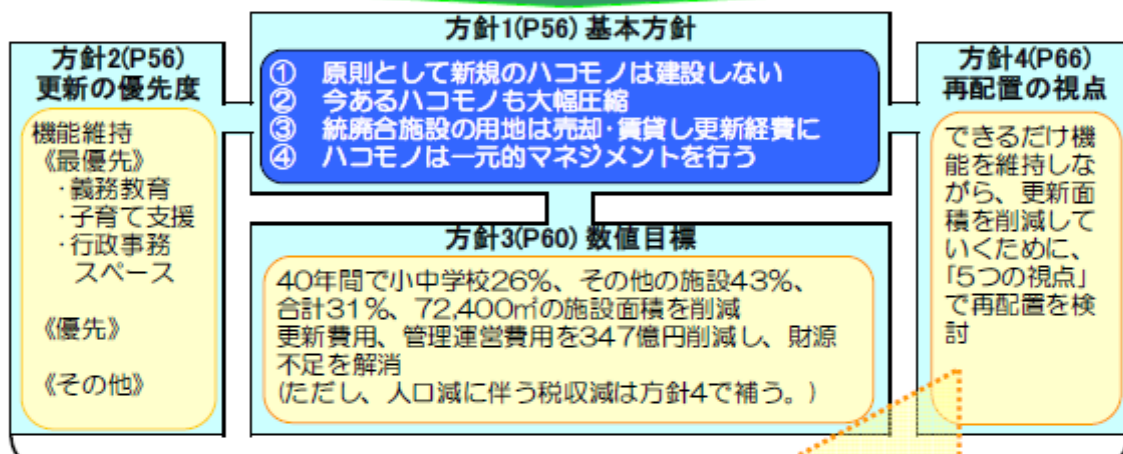 方針1(P56) 基本方針
① 原則として新規のハコモノは建設しない
② 今あるハコモノも大幅圧縮
③ 統廃合施設の用地は売却・賃貸し更新経費に
④ ハコモノは一元的マネジメントを行う
方針2(P56)
更新の優先度
機能維持
《最優先》
・義務教育
・子育て支援
・行政事務
スペース
《優先》
《その他》
方針3(P60) 数値目標
40年間で小中学校26%、その他の施設43%、
合計31%、72,400㎡の施設面積を削減
更新費用、管理運営費用を347億円削減し、財源
不足を解消
(ただし、人口減に伴う税収減は方針4で補う。)
方針4(P66)
再配置の視点
できるだけ機
能を維持しな
がら、更新面
積を削減して
いくために、
「5つの視点」
で再配置を検
討